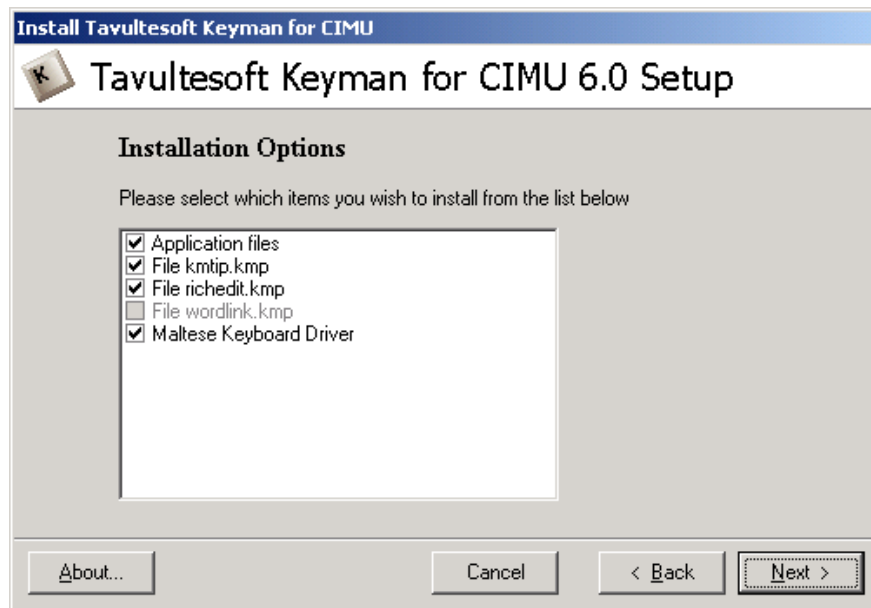 Install Tavultesoft Keyman for CIMU
K
Tavultesoft Keyman for CIMU 6.0 Setup
Installation Options
Please select which items you wish to install from the list below
Application files
File kmtip.kmp
File richedit.kmp
File wordlink.kmp
Maltese Keyboard Driver
About... Cancel < Back Next >